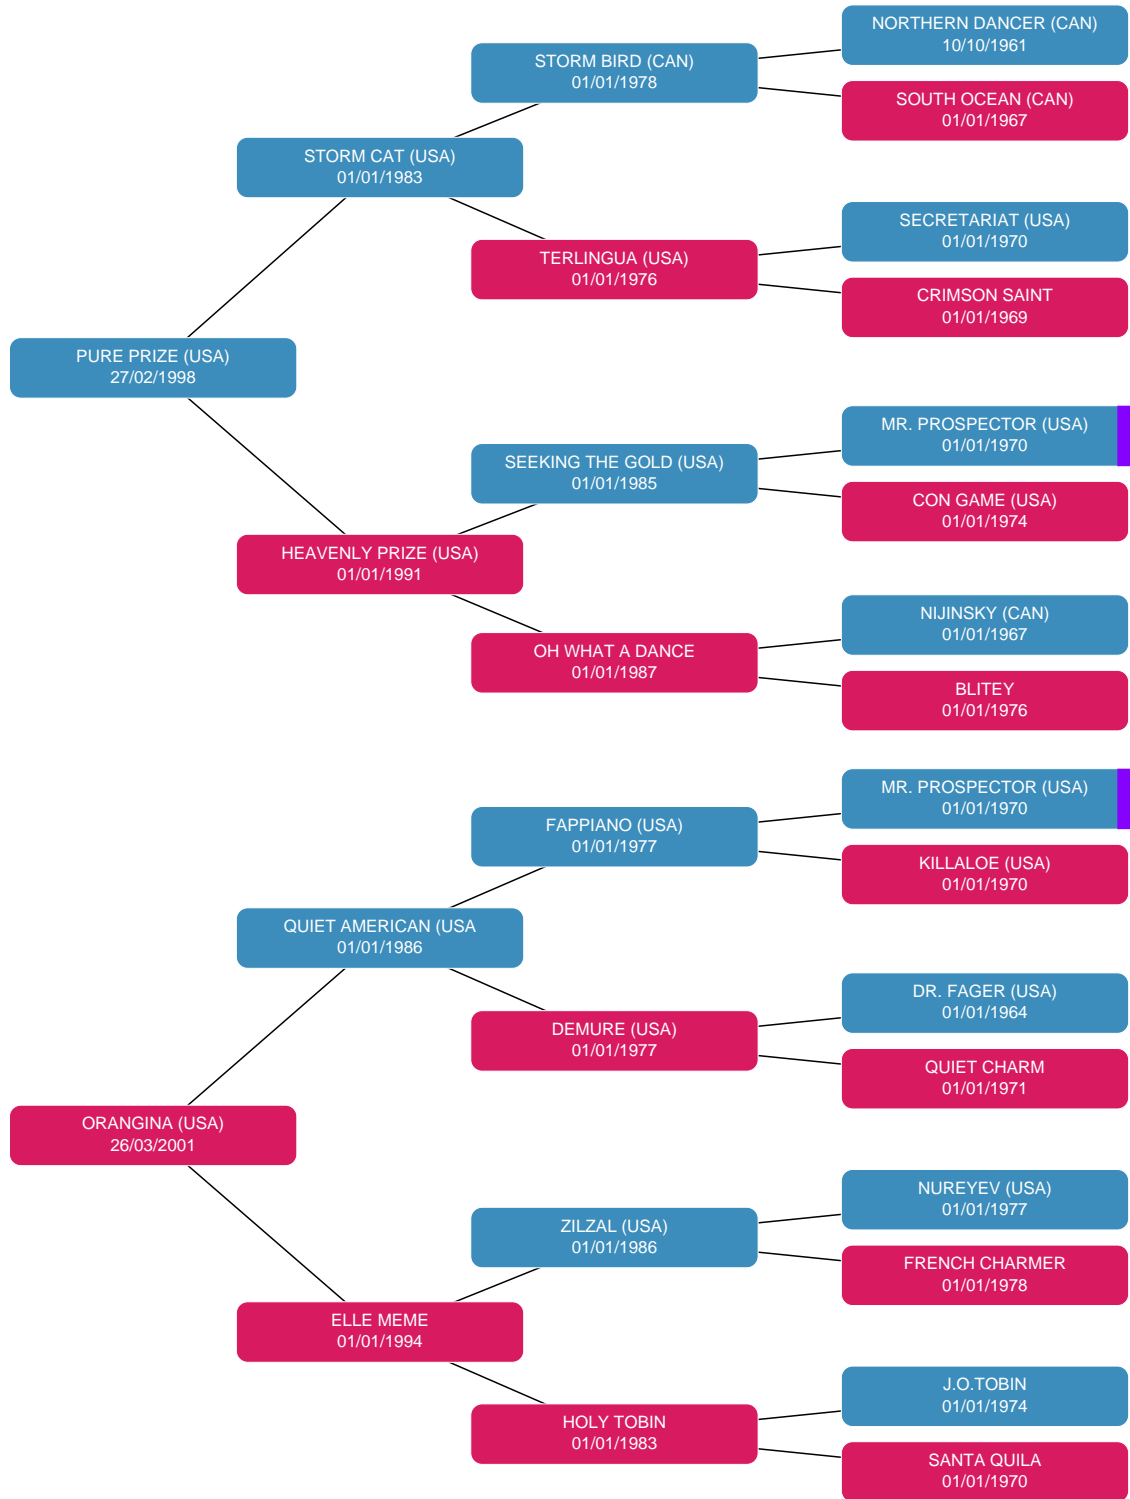 NORTHERN DANCER (CAN)
10/10/1961
STORM BIRD (CAN)
01/01/1978
SOUTH OCEAN (CAN)
01/01/1967
STORM CAT (USA)
01/01/1983
SECRETARIAT (USA)
01/01/1970
TERLINGUA (USA)
01/01/1976
CRIMSON SAINT
01/01/1969
PURE PRIZE (USA)
27/02/1998
MR. PROSPECTOR (USA)
01/01/1970
SEEKING THE GOLD (USA)
01/01/1985
CON GAME (USA)
01/01/1974
HEAVENLY PRIZE (USA)
01/01/1991
NIJINSKY (CAN)
01/01/1967
OH WHAT A DANCE
01/01/1987
BLITEY
01/01/1976
MR. PROSPECTOR (USA)
01/01/1970
FAPPIANO (USA)
01/01/1977
KILLALOE (USA)
01/01/1970
QUIET AMERICAN (USA
01/01/1986
DR. FAGER (USA)
01/01/1964
DEMURE (USA)
01/01/1977
QUIET CHARM
01/01/1971
ORANGINA (USA)
26/03/2001
NUREYEV (USA)
01/01/1977
ZILZAL (USA)
01/01/1986
FRENCH CHARMER
01/01/1978
ELLE MEME
01/01/1994
J.O.TOBIN
01/01/1974
HOLY TOBIN
01/01/1983
SANTA QUILA
01/01/1970